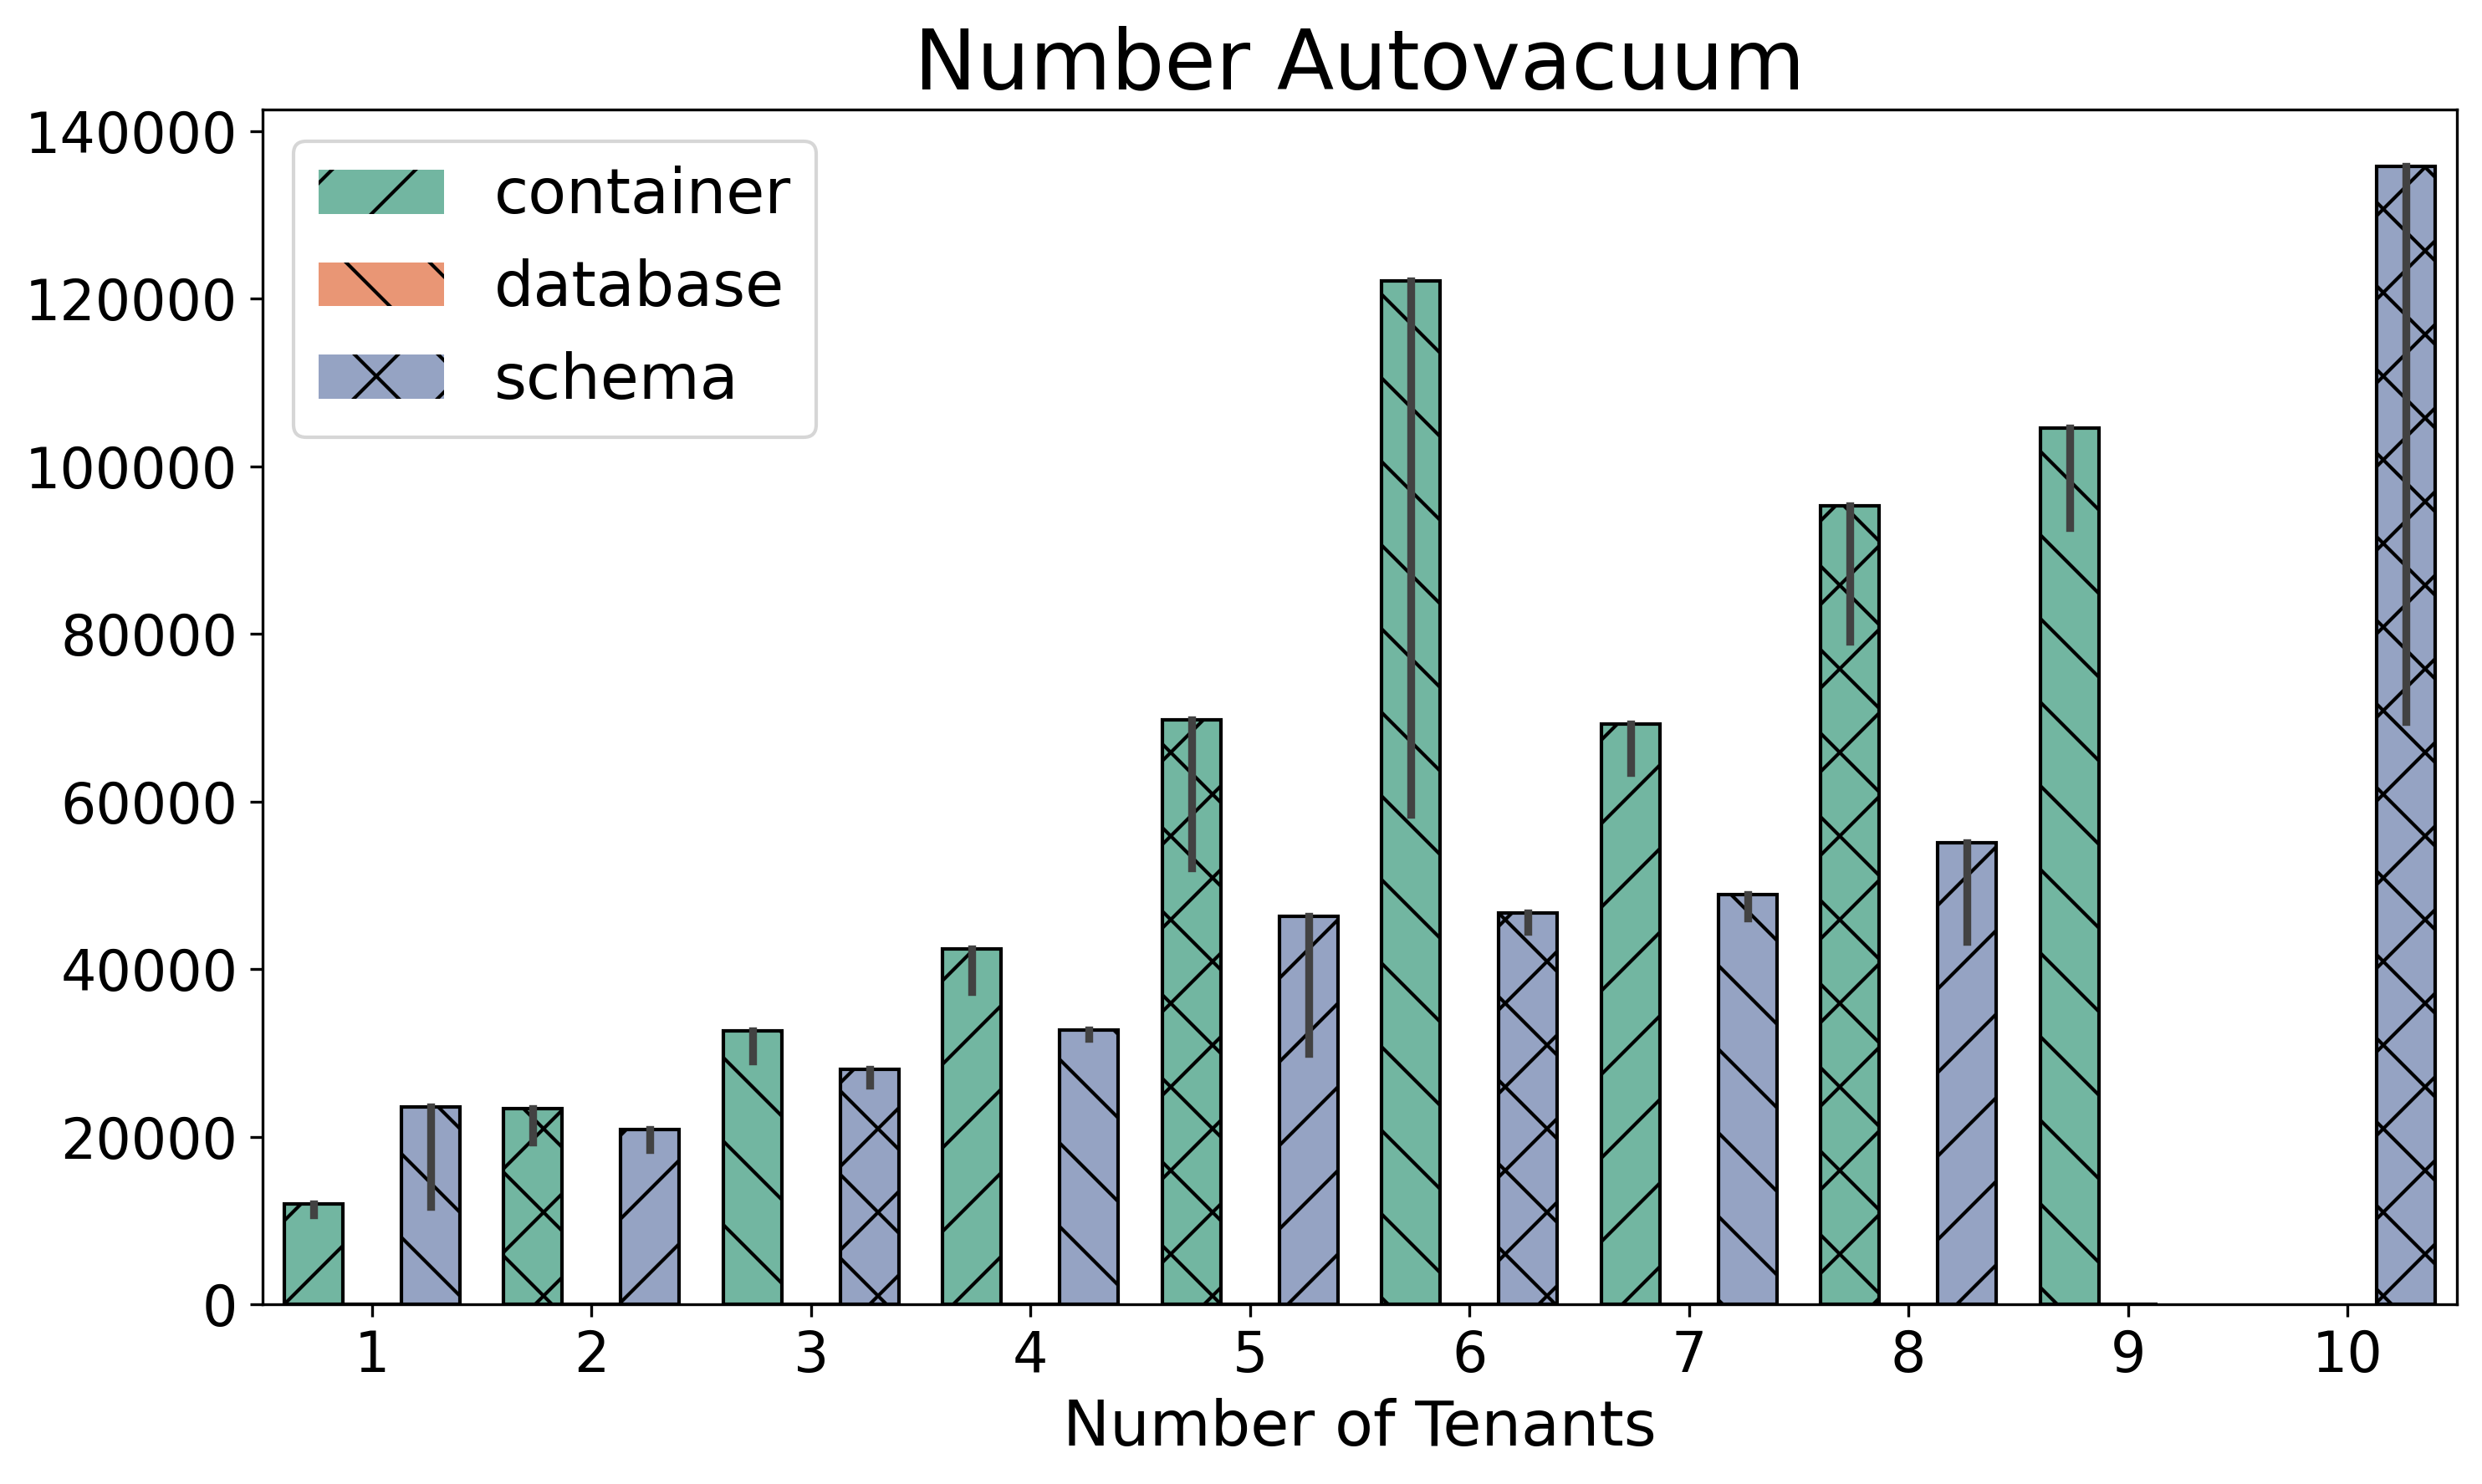 Number Autovacuum
140000
120000
100000
80000
60000
40000
20000
0
container
database
schema
1 2 3 4 5 6 7 8 9 10
Number of Tenants